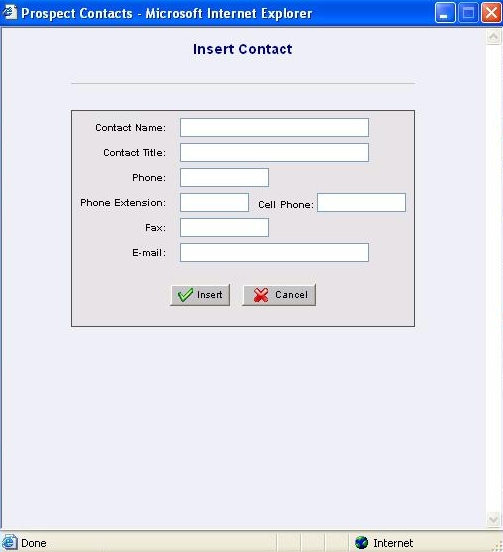 Prospect Contacts - Microsoft Internet Explorer
Insert Contact
Contact Name:
Contact Title:
Phone:
Phone Extension: Cell Phone:
Fax:
E-mail:
Insert Cancel
Done Internet